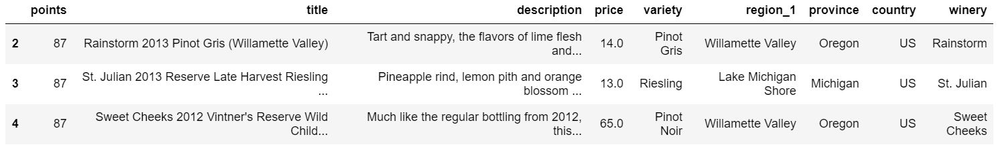 points title description price variety region_1 province country winery
2 87 Rainstorm 2013 Pinot Gris (Willamette Valley) Tart and snappy, the flavors of lime flesh and... 14.0 Pinot Gris Willamette Valley Oregon US Rainstorm
3 87 St. Julian 2013 Reserve Late Harvest Riesling ... Pineapple rind, lemon pith and orange blossom ... 13.0 Riesling Lake Michigan Shore Michigan US St. Julian
4 87 Sweet Cheeks 2012 Vintner's Reserve Wild Child... Much like the regular bottling from 2012, this... 65.0 Pinot Noir Willamette Valley Oregon US Sweet Cheeks